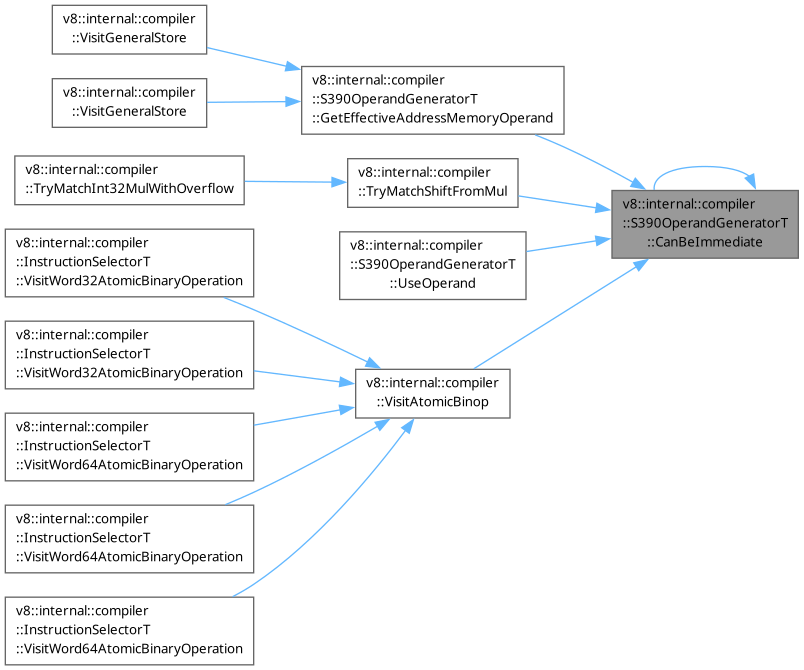 v8::internal::compiler
::VisitGeneralStore
v8::internal::compiler
::VisitGeneralStore
v8::internal::compiler
::TryMatchInt32MulWithOverflow
v8::internal::compiler
::InstructionSelectorT
::VisitWord32AtomicBinaryOperation
v8::internal::compiler
::InstructionSelectorT
::VisitWord32AtomicBinaryOperation
v8::internal::compiler
::InstructionSelectorT
::VisitWord64AtomicBinaryOperation
v8::internal::compiler
::InstructionSelectorT
::VisitWord64AtomicBinaryOperation
v8::internal::compiler
::InstructionSelectorT
::VisitWord64AtomicBinaryOperation
v8::internal::compiler
::S390OperandGeneratorT
::GetEffectiveAddressMemoryOperand
v8::internal::compiler
::TryMatchShiftFromMul
v8::internal::compiler
::S390OperandGeneratorT
::UseOperand
v8::internal::compiler
::VisitAtomicBinop
v8::internal::compiler
::S390OperandGeneratorT
::CanBeImmediate